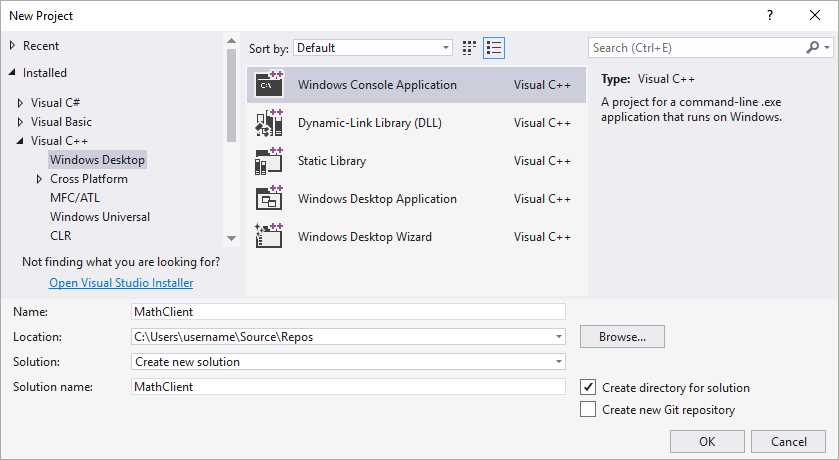 New Project
?
Recent
Installed
Visual C#
Visual Basic
Visual C++
Windows Desktop
Cross Platform
MFC/ATL
Windows Universal
CLR
Not finding what you are looking for?
Open Visual Studio Installer
Sort by: Default
C:\ Windows Console Application Visual C++
Dynamic-Link Library (DLL) Visual C++
Static Library Visual C++
Windows Desktop Application Visual C++
Windows Desktop Wizard Visual C++
Search (Ctrl+E)
Type: Visual C++
A project for a command-line .exe
application that runs on Windows.
Name: MathClient
Location: C:\Users\username\Source\Repos Browse...
Solution: Create new solution
Solution name: MathClient
Create directory for solution
Create new Git repository
OK Cancel